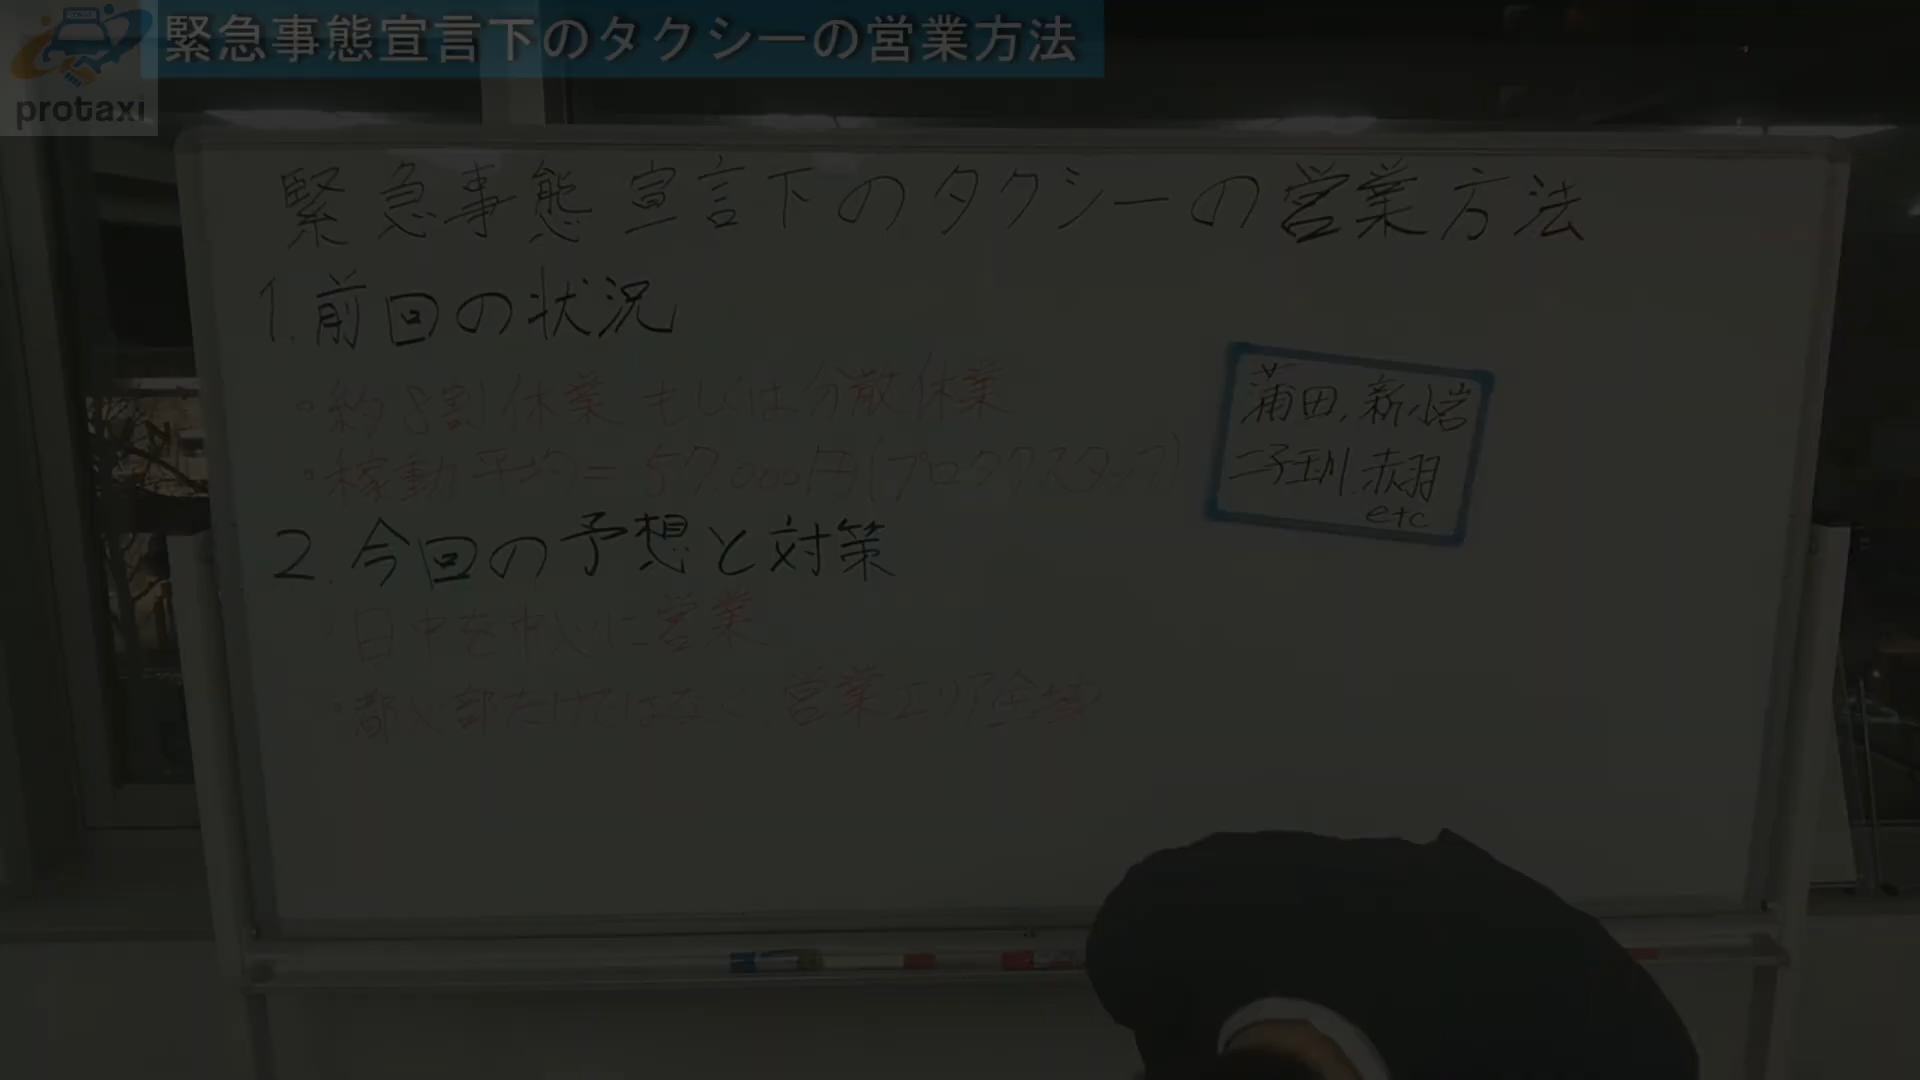 緊急事態宣言下のタクシーの営業方法
protaxi
緊急事態宣言下のタクシーの営業方法
1.前回の状況
・約8割休業もしくは分散休業
・稼動平均=57,000円(プロタクスタッフ)
蒲田,新小岩
二子玉川,赤羽
etc
2.今回の予想と対策
・日中を中心に営業
・都心部だけではなく、営業エリア全域